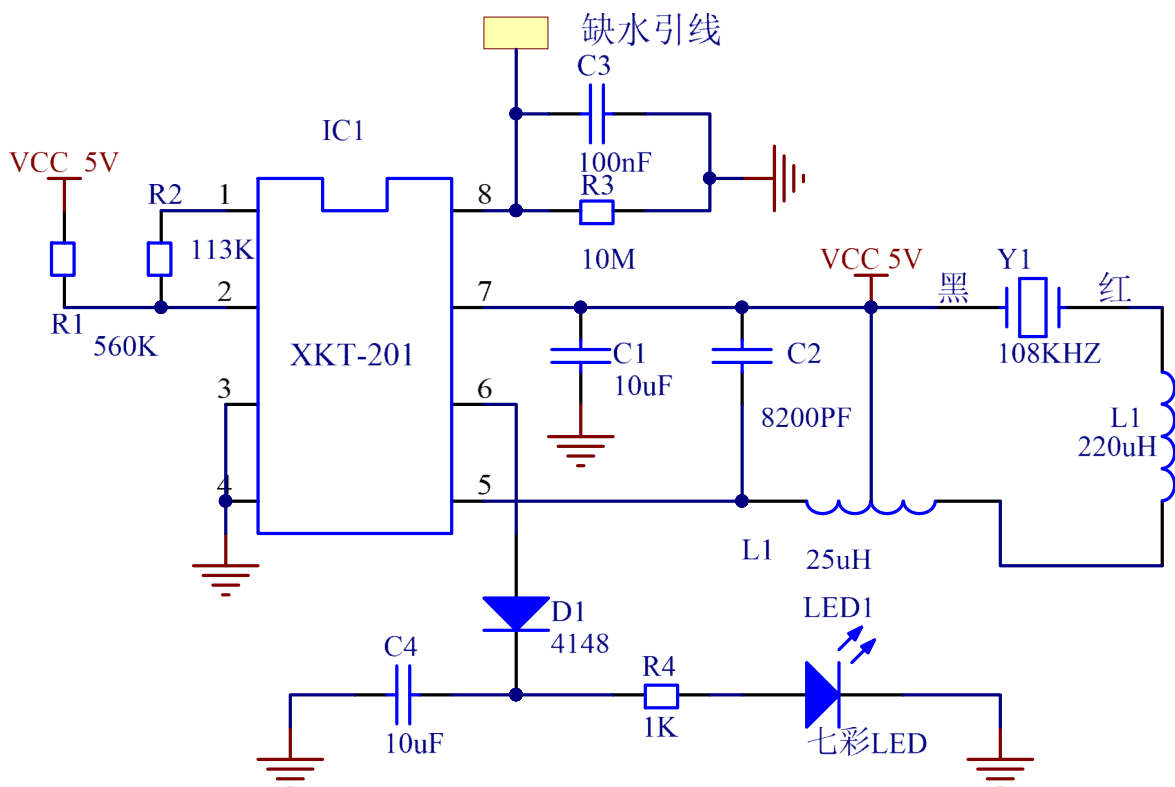 缺水引线
C3
IC1
100nF
VCC 5V
R2
1
8
R3
113K
10M
VCC 5V
黑
Y1
红
2
7
R1
560K
XKT-201
C1
10uF
C2
108KHZ
3
6
8200PF
L1
220uH
4
5
L1
25uH
D1
4148
LED1
C4
R4
10uF
1K
七彩LED